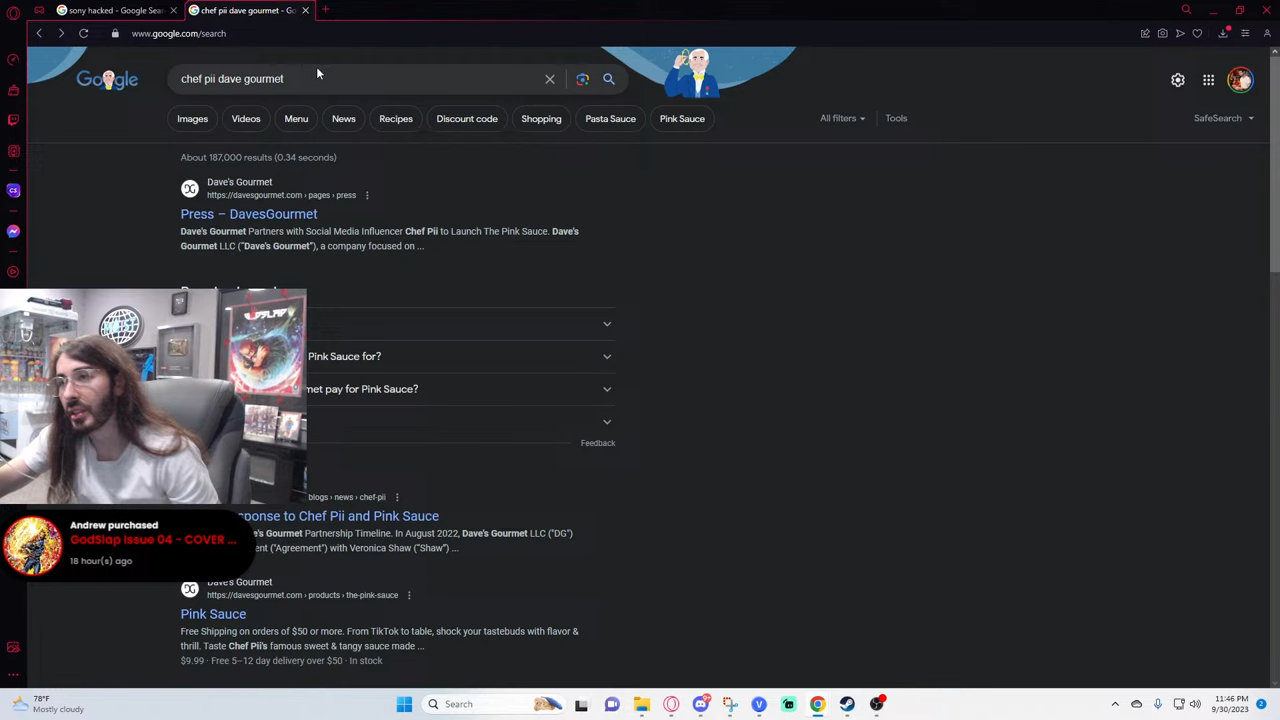 sony hacked - Google Sear
chef pii dave gourmet - Go
www.google.com/search
Google
chef pii dave gourmet
Images
Videos
Menu
News
Recipes
Discount code
Shopping
Pasta Sauce
Pink Sauce
All filters
Tools
SafeSearch
About 187,000 results (0.34 seconds)
DG
Dave's Gourmet
https://davesgourmet.com › pages › press
Press – DavesGourmet
Dave's Gourmet Partners with Social Media Influencer Chef Pii to Launch The Pink Sauce. Dave's
Gourmet LLC ("Dave's Gourmet"), a company focused on ...
Pink Sauce for?
met pay for Pink Sauce?
Feedback
blogs › news › chef-pii
ponse to Chef Pii and Pink Sauce
Gourmet Partnership Timeline. In August 2022, Dave's Gourmet LLC ("DG")
ent ("Agreement") with Veronica Shaw ("Shaw") ...
GODSLAP
Andrew purchased
GodSlap Issue 04 - COVER ...
18 hour(s) ago
DG
Dave's Gourmet
https://davesgourmet.com › products › the-pink-sauce
Pink Sauce
Free Shipping on orders of $50 or more. From TikTok to table, shock your tastebuds with flavor &
thrill. Taste Chef Pii's famous sweet & tangy sauce made ...
$9.99 · Free 5–12 day delivery over $50 · In stock
78°F
Mostly cloudy
Search
11:46 PM
9/30/2023